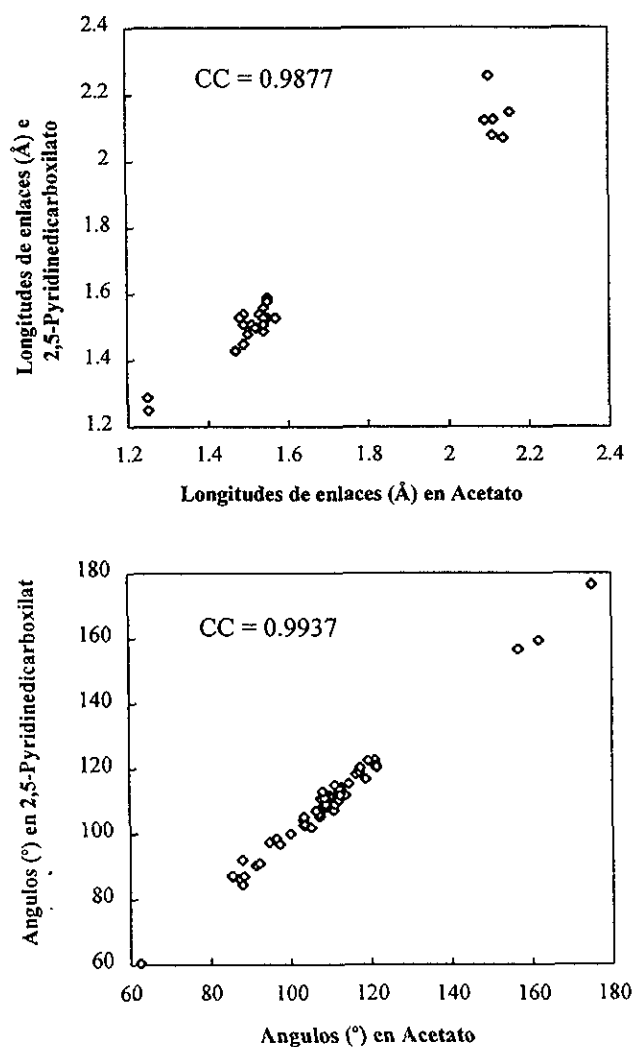 2.4
2.2
2
1.8
1.6
1.4
1.2
CC = 0.9877
Longitudes de enlaces (Å) e
2,5-Pyridinedicarboxilato
1.2 1.4 1.6 1.8 2 2.2 2.4
Longitudes de enlaces (Å) en Acetato
180
160
140
120
100
80
60
CC = 0.9937
Angulos (°) en 2,5-Pyridinedicarboxilat
60 80 100 120 140 160 180
Angulos (°) en Acetato